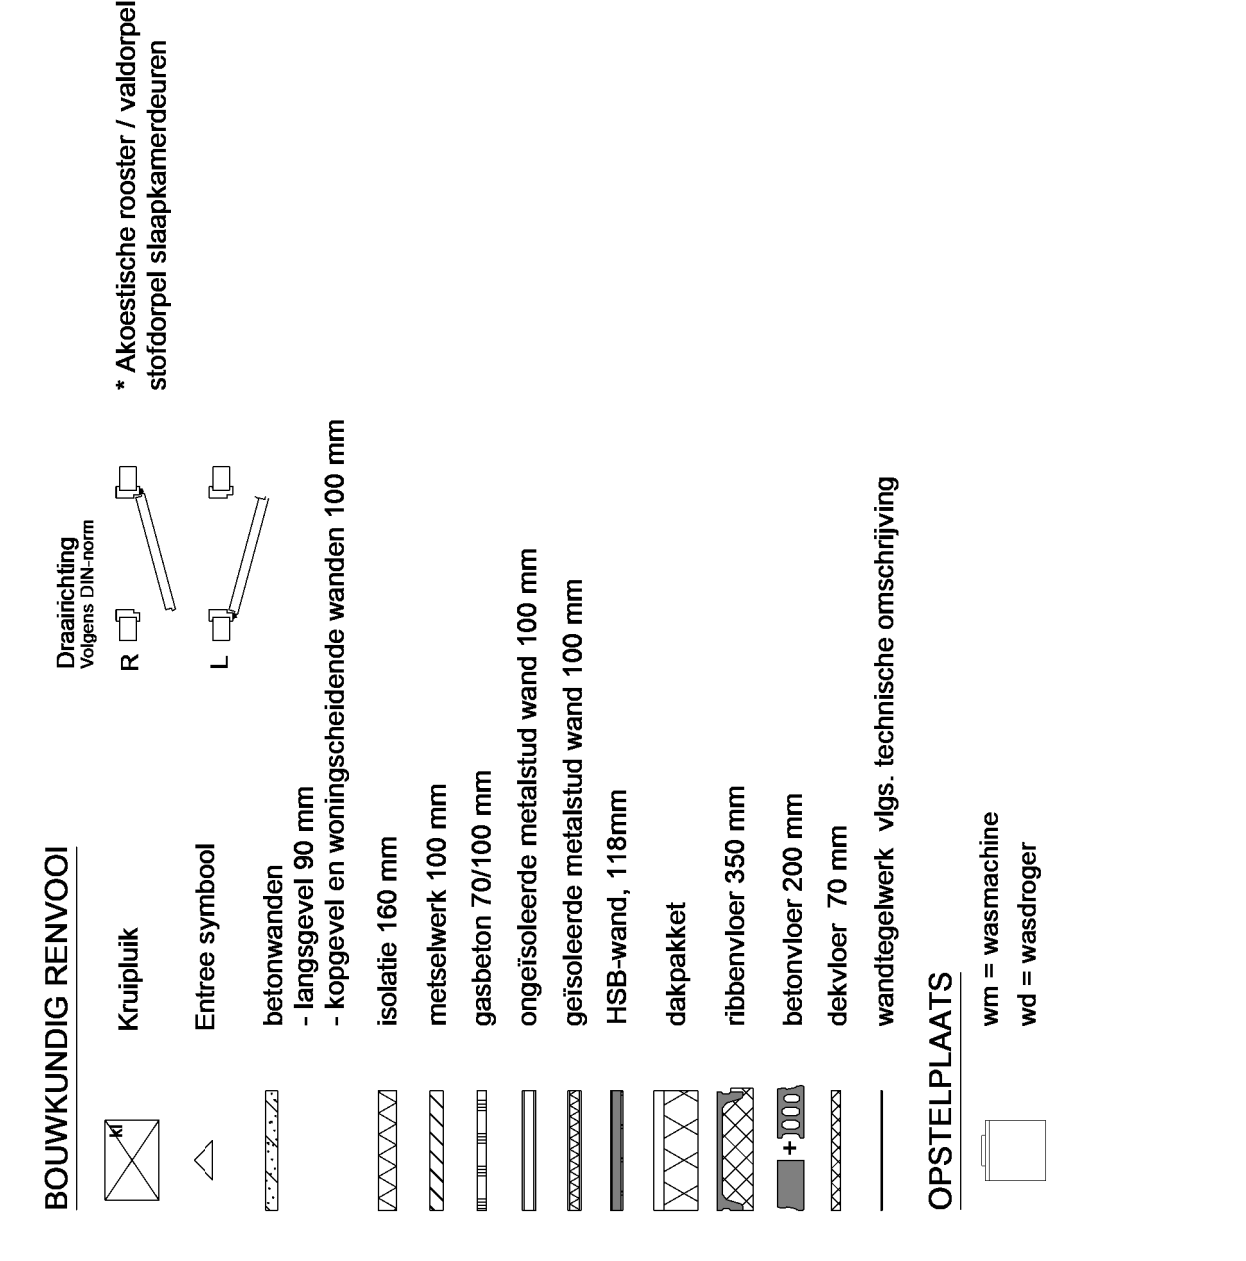 BOUWKUNDIG RENVOOI
kl
Kruipluik
Entree symbool
betonwanden
- langsgevel 90 mm
- kopgevel en woningscheidende wanden 100 mm
isolatie 160 mm
metselwerk 100 mm
gasbeton 70/100 mm
ongeïsoleerde metalstud wand 100 mm
geïsoleerde metalstud wand 100 mm
HSB-wand, 118mm
dakpakket
ribbenvloer 350 mm
+
betonvloer 200 mm
dekvloer 70 mm
wandtegelwerk vlgs. technische omschrijving
Draairichting
Volgens DIN-norm
R
L
* Akoestische rooster / valdorpel
stofdorpel slaapkamerdeuren
OPSTELPLAATS
wm = wasmachine
wd = wasdroger